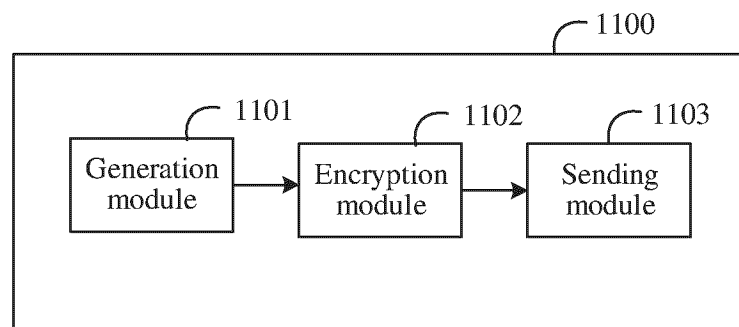 1100
1101
1102
1103
Generation
module
Encryption
module
Sending
module